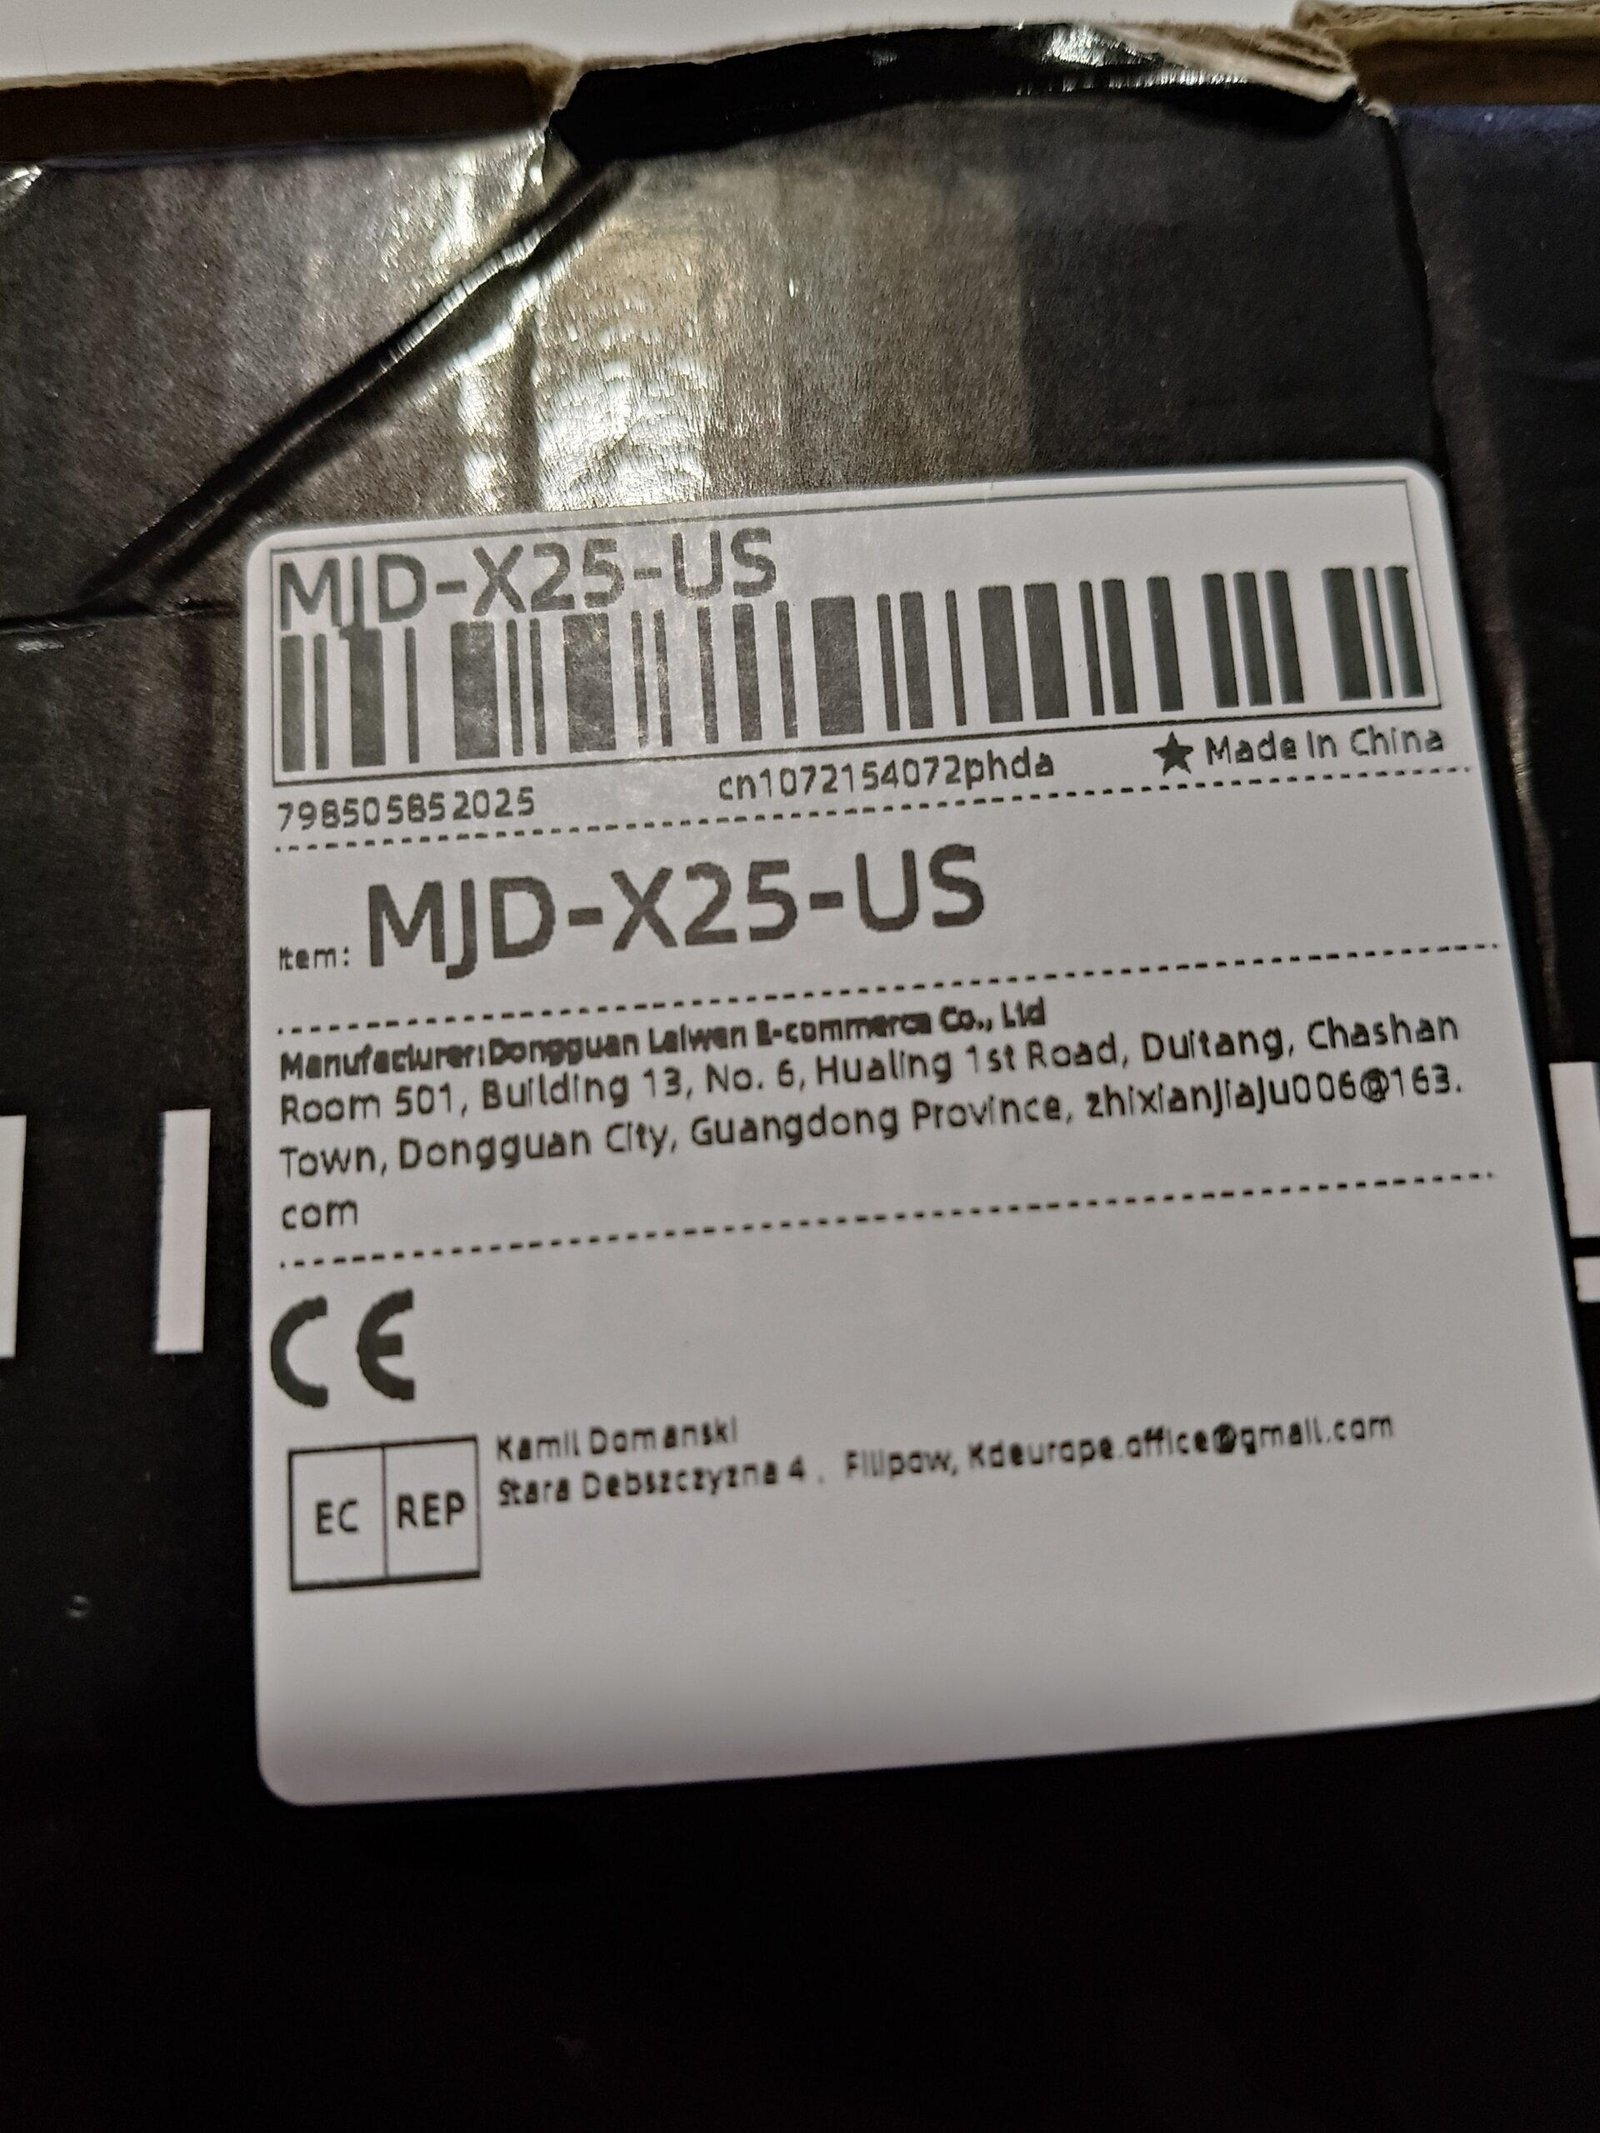 MJD-X25-US
798505852025 cn1072154072phda ★ Made In China
Item: MJD-X25-US
Manufacturer:Dongguan Laiwen E-commerce Co., Ltd
Room 501, Building 13, No. 6, Hualing 1st Road, Duitang, Chashan
Town, Dongguan City, Guangdong Province, zhixianjiaju006@163.
com
CE
EC REP
Kamil Domanski
Stara Debszczyzna 4 . Filipow, Kdeurope.office@gmail.com